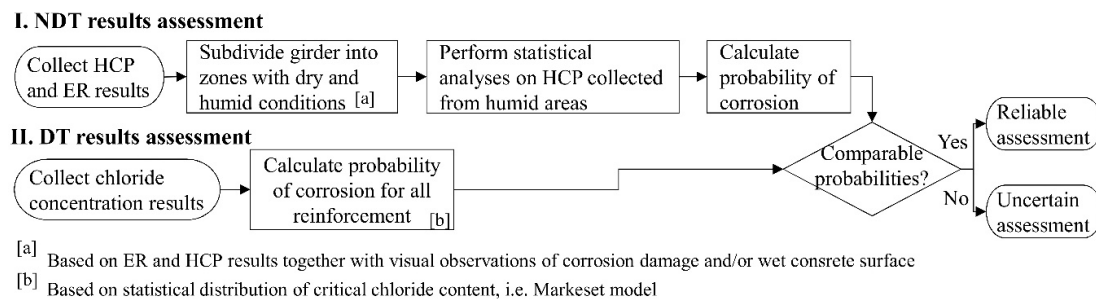 I. NDT results assessment
Collect HCP
and ER results
Subdivide girder into
zones with dry and
humid conditions [a]
Perform statistical
analyses on HCP collected
from humid areas
Calculate
probability of
corrosion
II. DT results assessment
Collect chloride
concentration results
Calculate probability
of corrosion for all
reinforcement [b]
Comparable
probabilities?
Yes
Reliable
assessment
No
Uncertain
assessment
[a] Based on ER and HCP results together with visual observations of corrosion damage and/or wet consrete surface
[b] Based on statistical distribution of critical chloride content, i.e. Markeset model